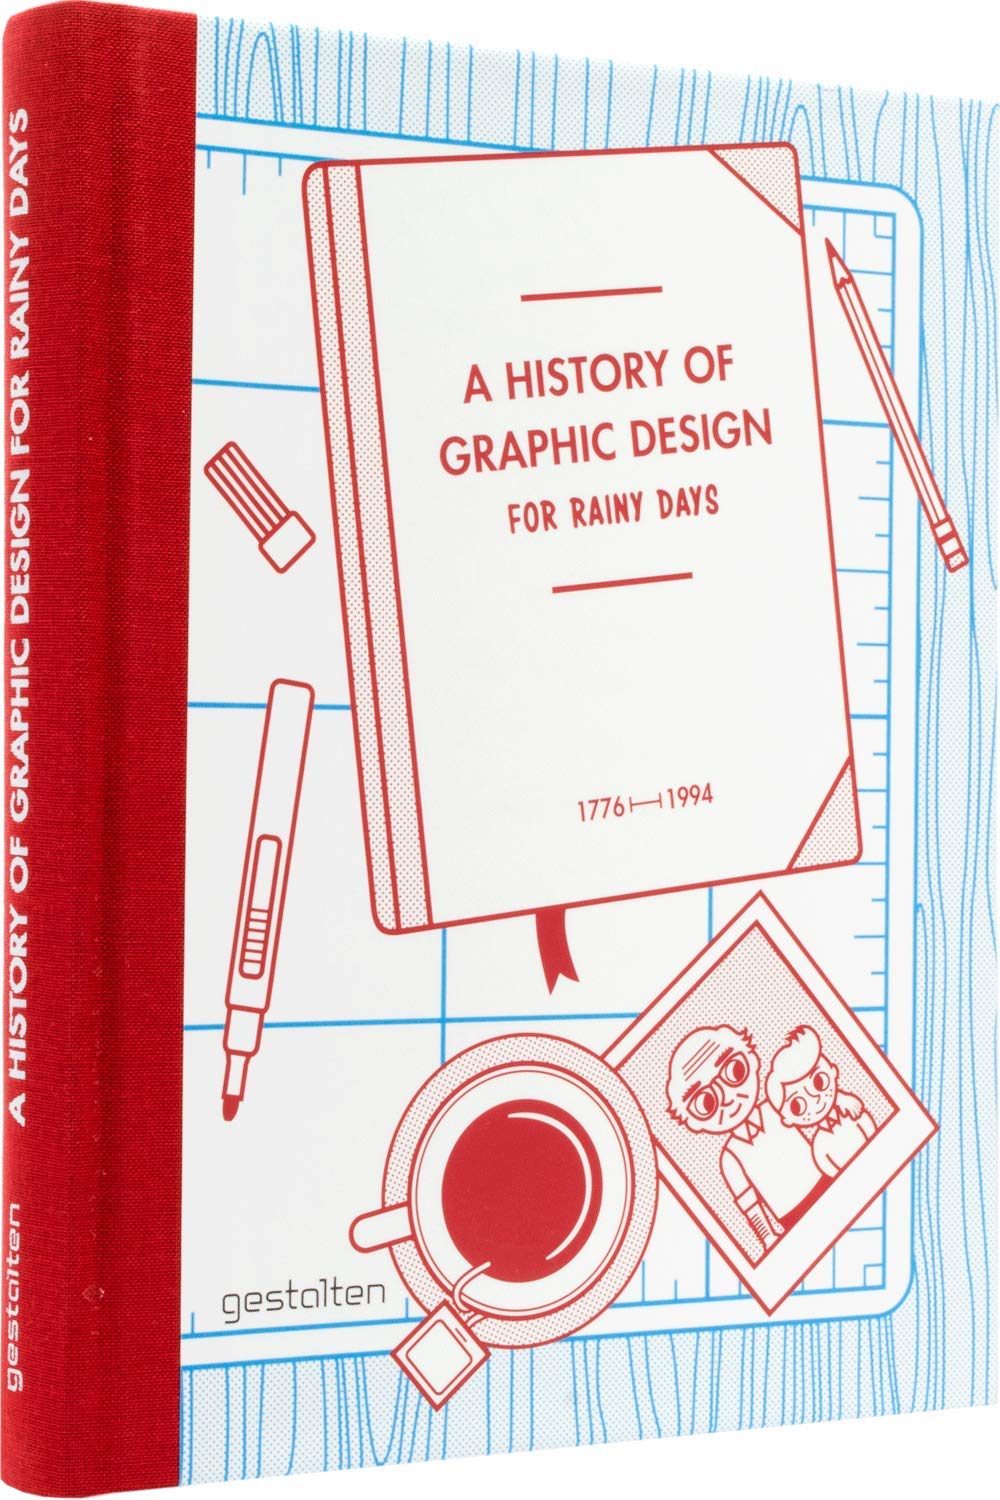 A HISTORY OF GRAPHIC DESIGN FOR RAINY DAYS
gestalten
A HISTORY OF
GRAPHIC DESIGN
FOR RAINY DAYS
1776 1994
gestalten